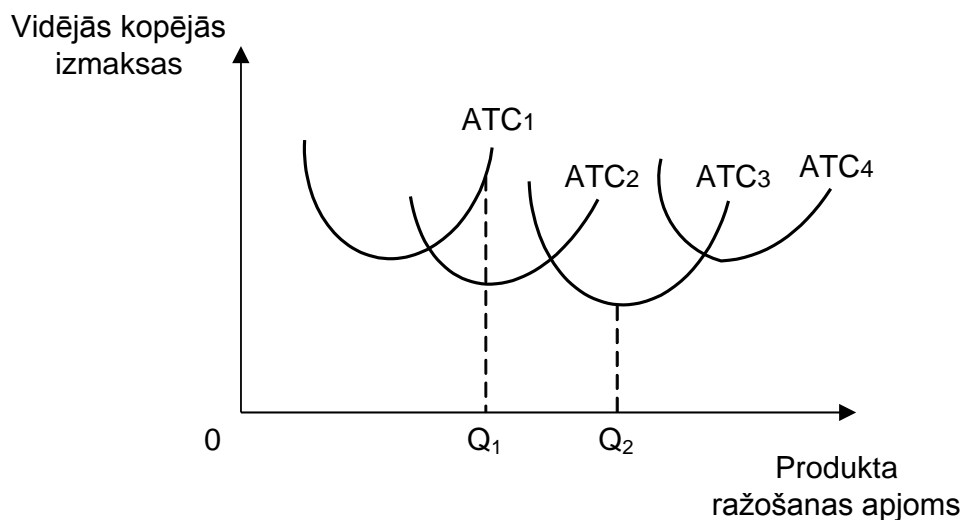 Vidējās kopējās
izmaksas
ATC1
ATC2
ATC3
ATC4
0
Q1
Q2
Produkta
ražošanas apjoms